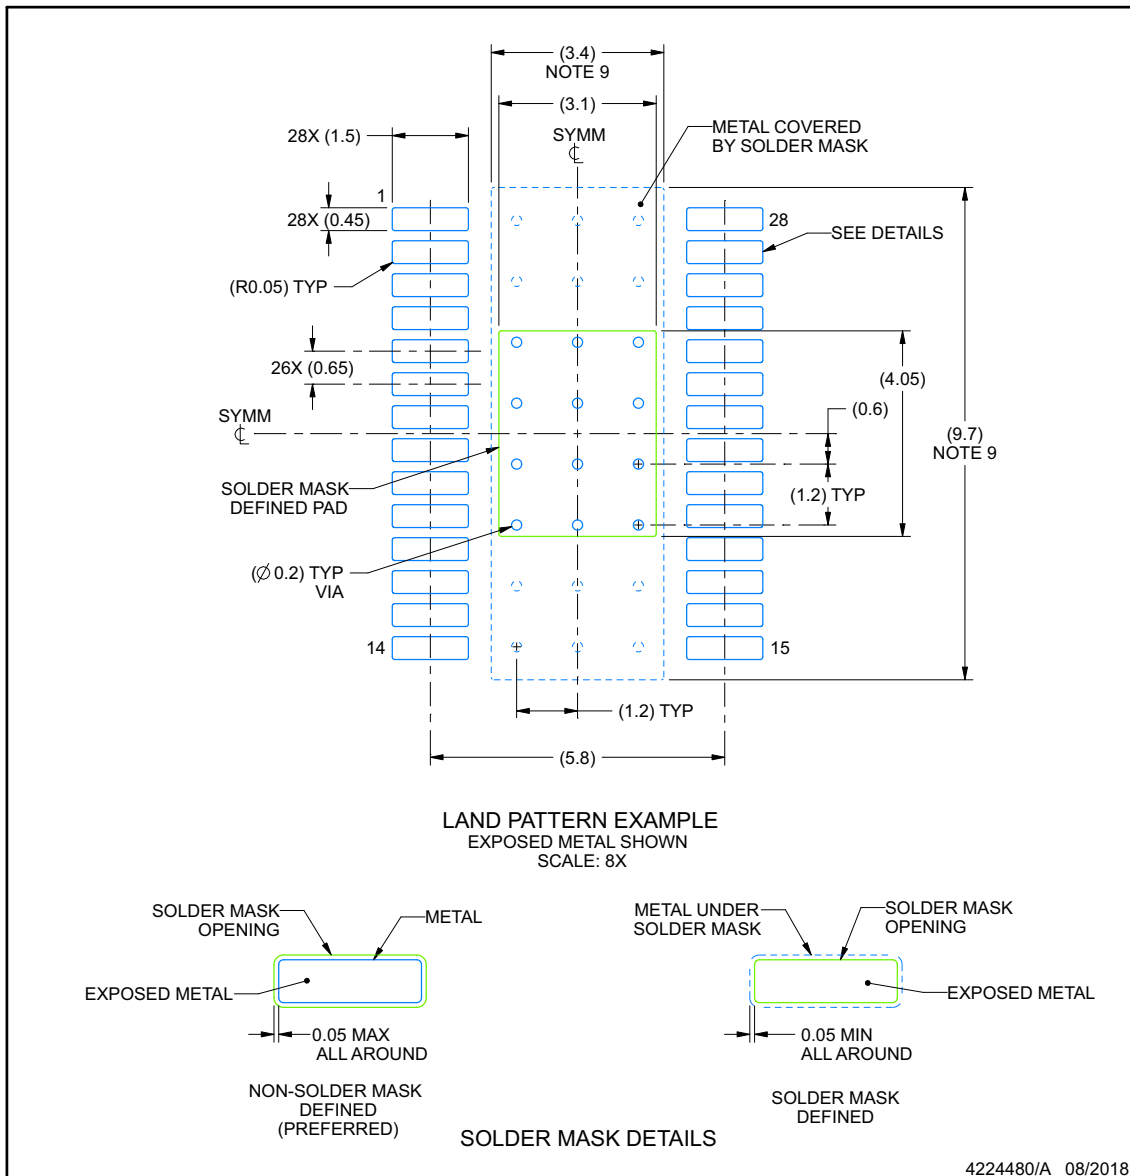 (3.4)
NOTE 9
(3.1)
SYMM
℄
METAL COVERED
BY SOLDER MASK
28X (1.5)
1
28X (0.45)
28
SEE DETAILS
(R0.05) TYP
26X (0.65)
(4.05)
(0.6)
SYMM
℄
(9.7)
NOTE 9
SOLDER MASK
DEFINED PAD
(1.2) TYP
(∅ 0.2) TYP
VIA
14
15
(1.2) TYP
(5.8)
LAND PATTERN EXAMPLE
EXPOSED METAL SHOWN
SCALE: 8X
SOLDER MASK
OPENING
METAL
EXPOSED METAL
0.05 MAX
ALL AROUND
NON-SOLDER MASK
DEFINED
(PREFERRED)
METAL UNDER
SOLDER MASK
SOLDER MASK
OPENING
EXPOSED METAL
0.05 MIN
ALL AROUND
SOLDER MASK
DEFINED
SOLDER MASK DETAILS
4224480/A 08/2018